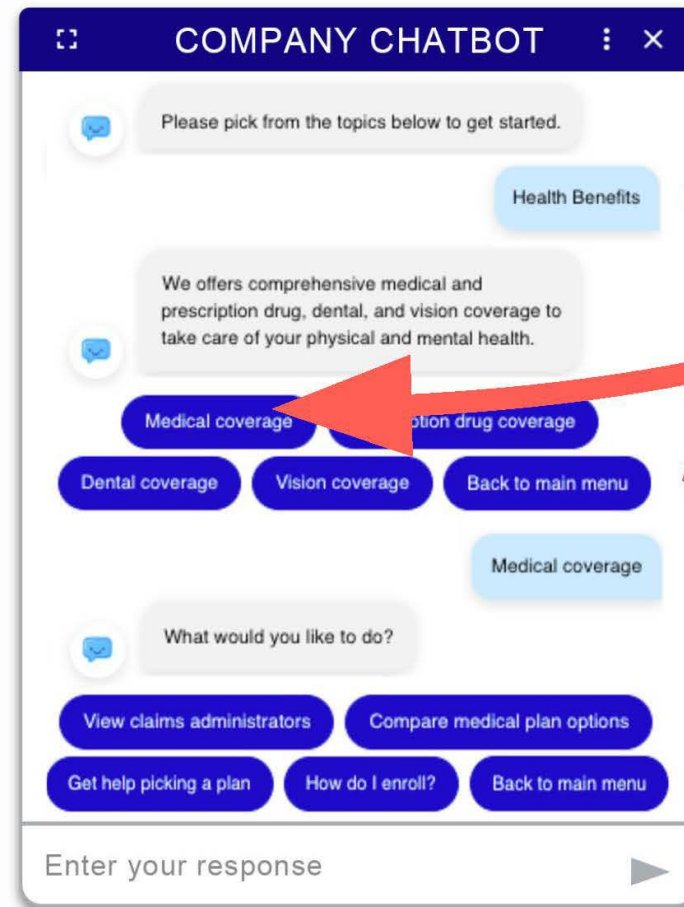 COMPANY CHATBOT
Please pick from the topics below to get started.
Health Benefits
We offers comprehensive medical and
prescription drug, dental, and vision coverage to
take care of your physical and mental health.
Medical coverage
drug coverage
Dental coverage
Vision coverage
Back to main menu
Medical coverage
What would you like to do?
View claims administrators
Compare medical plan options
Get help picking a plan
How do I enroll?
Back to main menu
Enter your response